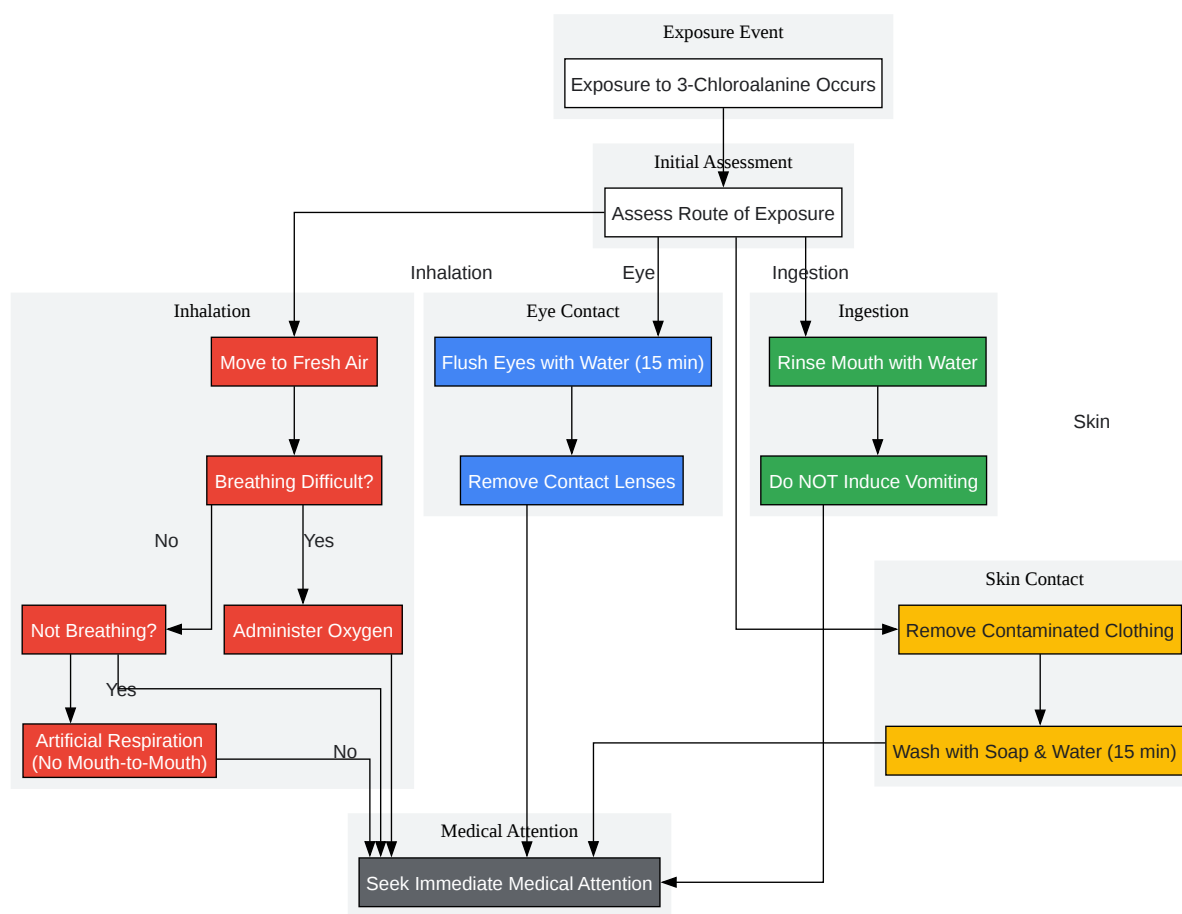 Exposure Event
Exposure to 3-Chloroalanine Occurs
Initial Assessment
Assess Route of Exposure
Inhalation
Eye
Ingestion
Inhalation
Eye Contact
Ingestion
Move to Fresh Air
Flush Eyes with Water (15 min)
Rinse Mouth with Water
Skin
Breathing Difficult?
Remove Contact Lenses
Do NOT Induce Vomiting
No
Yes
Skin Contact
Not Breathing?
Administer Oxygen
Remove Contaminated Clothing
Yes
Artificial Respiration
(No Mouth-to-Mouth)
No
Wash with Soap & Water (15 min)
Medical Attention
Seek Immediate Medical Attention